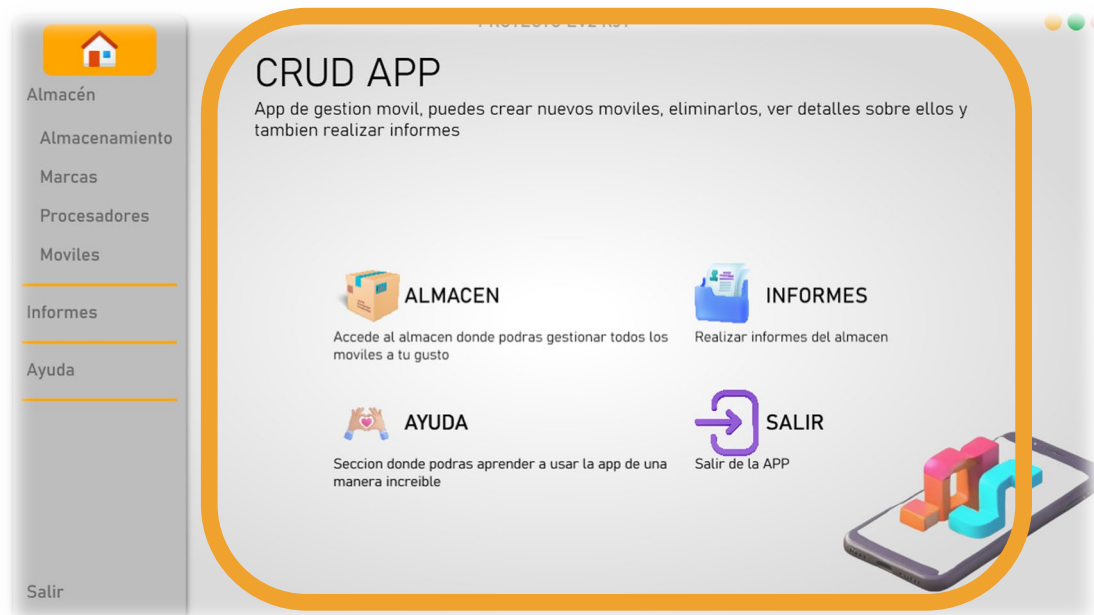 Almacén
Almacenamiento
Marcas
Procesadores
Moviles
Informes
Ayuda
Salir
CRUD APP
App de gestion movil, puedes crear nuevos moviles, eliminarlos, ver detalles sobre ellos y
tambien realizar informes
ALMACEN
Accede al almacen donde podras gestionar todos los
moviles a tu gusto
INFORMES
Realizar informes del almacen
AYUDA
Seccion donde podras aprender a usar la app de una
manera increible
SALIR
Salir de la APP